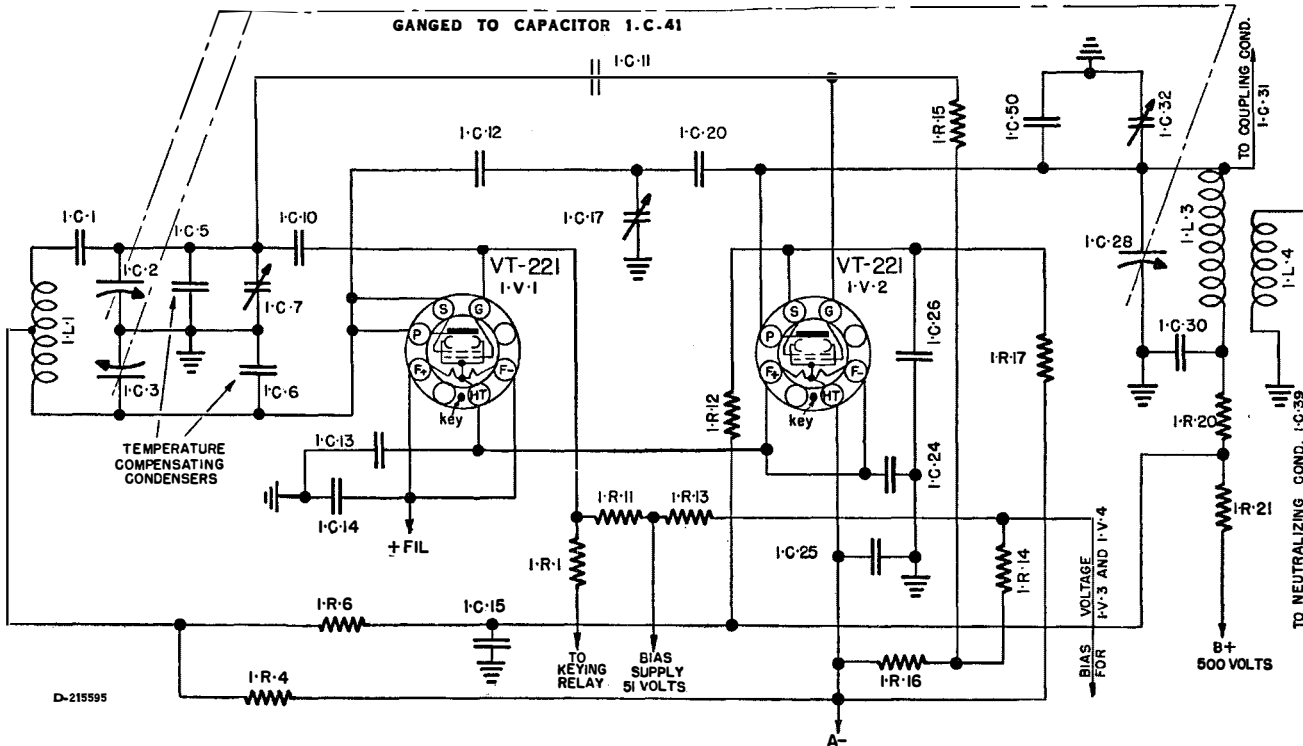 GANGED TO CAPACITOR 1·C·41
1·C·11
1·C·12
1·C·20
1·R·15
1·C·50
1·C·32
TO COUPLING COND.
1·C·31
1·C·1
1·C·5
1·C·10
1·C·17
1·C·2
1·C·7
1·L·1
1·C·3
1·C·6
VT-221
1·V·1
S
G
P
F+
F-
HT
key
VT-221
1·V·2
S
G
P
F+
F-
HT
key
1·C·26
1·C·28
1·L·3
1·L·4
1·C·30
1·R·17
1·R·12
1·R·20
TEMPERATURE
COMPENSATING
CONDENSERS
1·C·13
1·C·14
±FIL
1·R·11
1·R·13
1·C·24
1·C·25
1·R·1
1·R·14
1·R·21
BIAS VOLTAGE
FOR 1·V·3 AND 1·V·4
TO NEUTRALIZING COND. 1·C·39
1·R·6
1·C·15
TO
KEYING
RELAY
BIAS
SUPPLY
51 VOLTS
1·R·16
B+
500 VOLTS
1·R·4
D-215595
A-